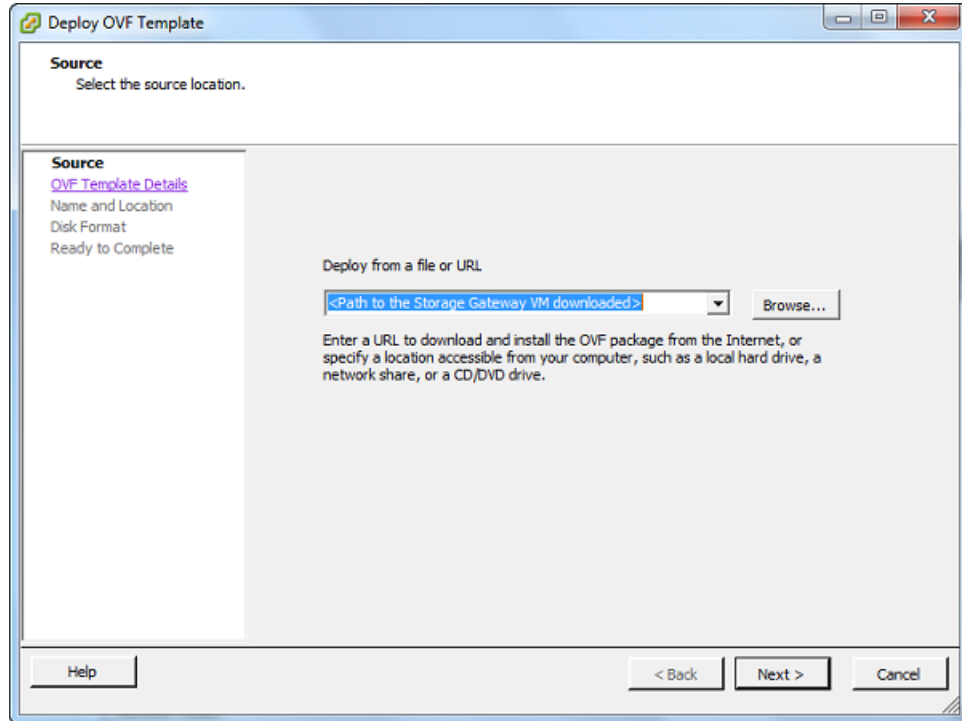 Deploy OVF Template
Source
Select the source location.
Source
OVF Template Details
Name and Location
Disk Format
Ready to Complete
Deploy from a file or URL
<Path to the Storage Gateway VM downloaded>
Browse...
Enter a URL to download and install the OVF package from the Internet, or
specify a location accessible from your computer, such as a local hard drive, a
network share, or a CD/DVD drive.
Help
< Back
Next >
Cancel